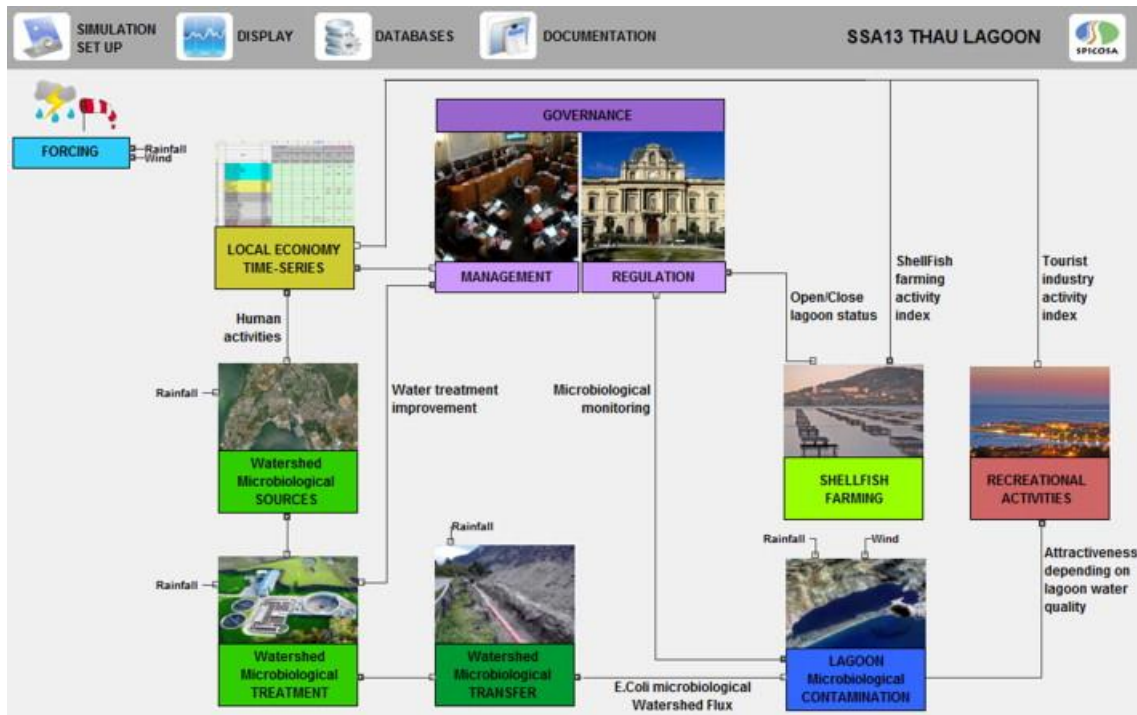 SIMULATION
SET UP
DISPLAY
DATABASES
DOCUMENTATION
SSA13 THAU LAGOON
SPICOSA
FORCING
Rainfall
Wind
GOVERNANCE
LOCAL ECONOMY
TIME-SERIES
MANAGEMENT
REGULATION
ShellFish
farming
activity
index
Tourist
industry
activity
index
Open/Close
lagoon status
Human
activities
Water treatment
improvement
Microbiological
monitoring
Rainfall
Watershed
Microbiological
SOURCES
SHELLFISH
FARMING
RECREATIONAL
ACTIVITIES
Rainfall
Rainfall
Rainfall
Wind
Attractiveness
depending on
lagoon water
quality
Watershed
Microbiological
TREATMENT
Watershed
Microbiological
TRANSFER
E.Coli microbiological
Watershed Flux
LAGOON
Microbiological
CONTAMINATION